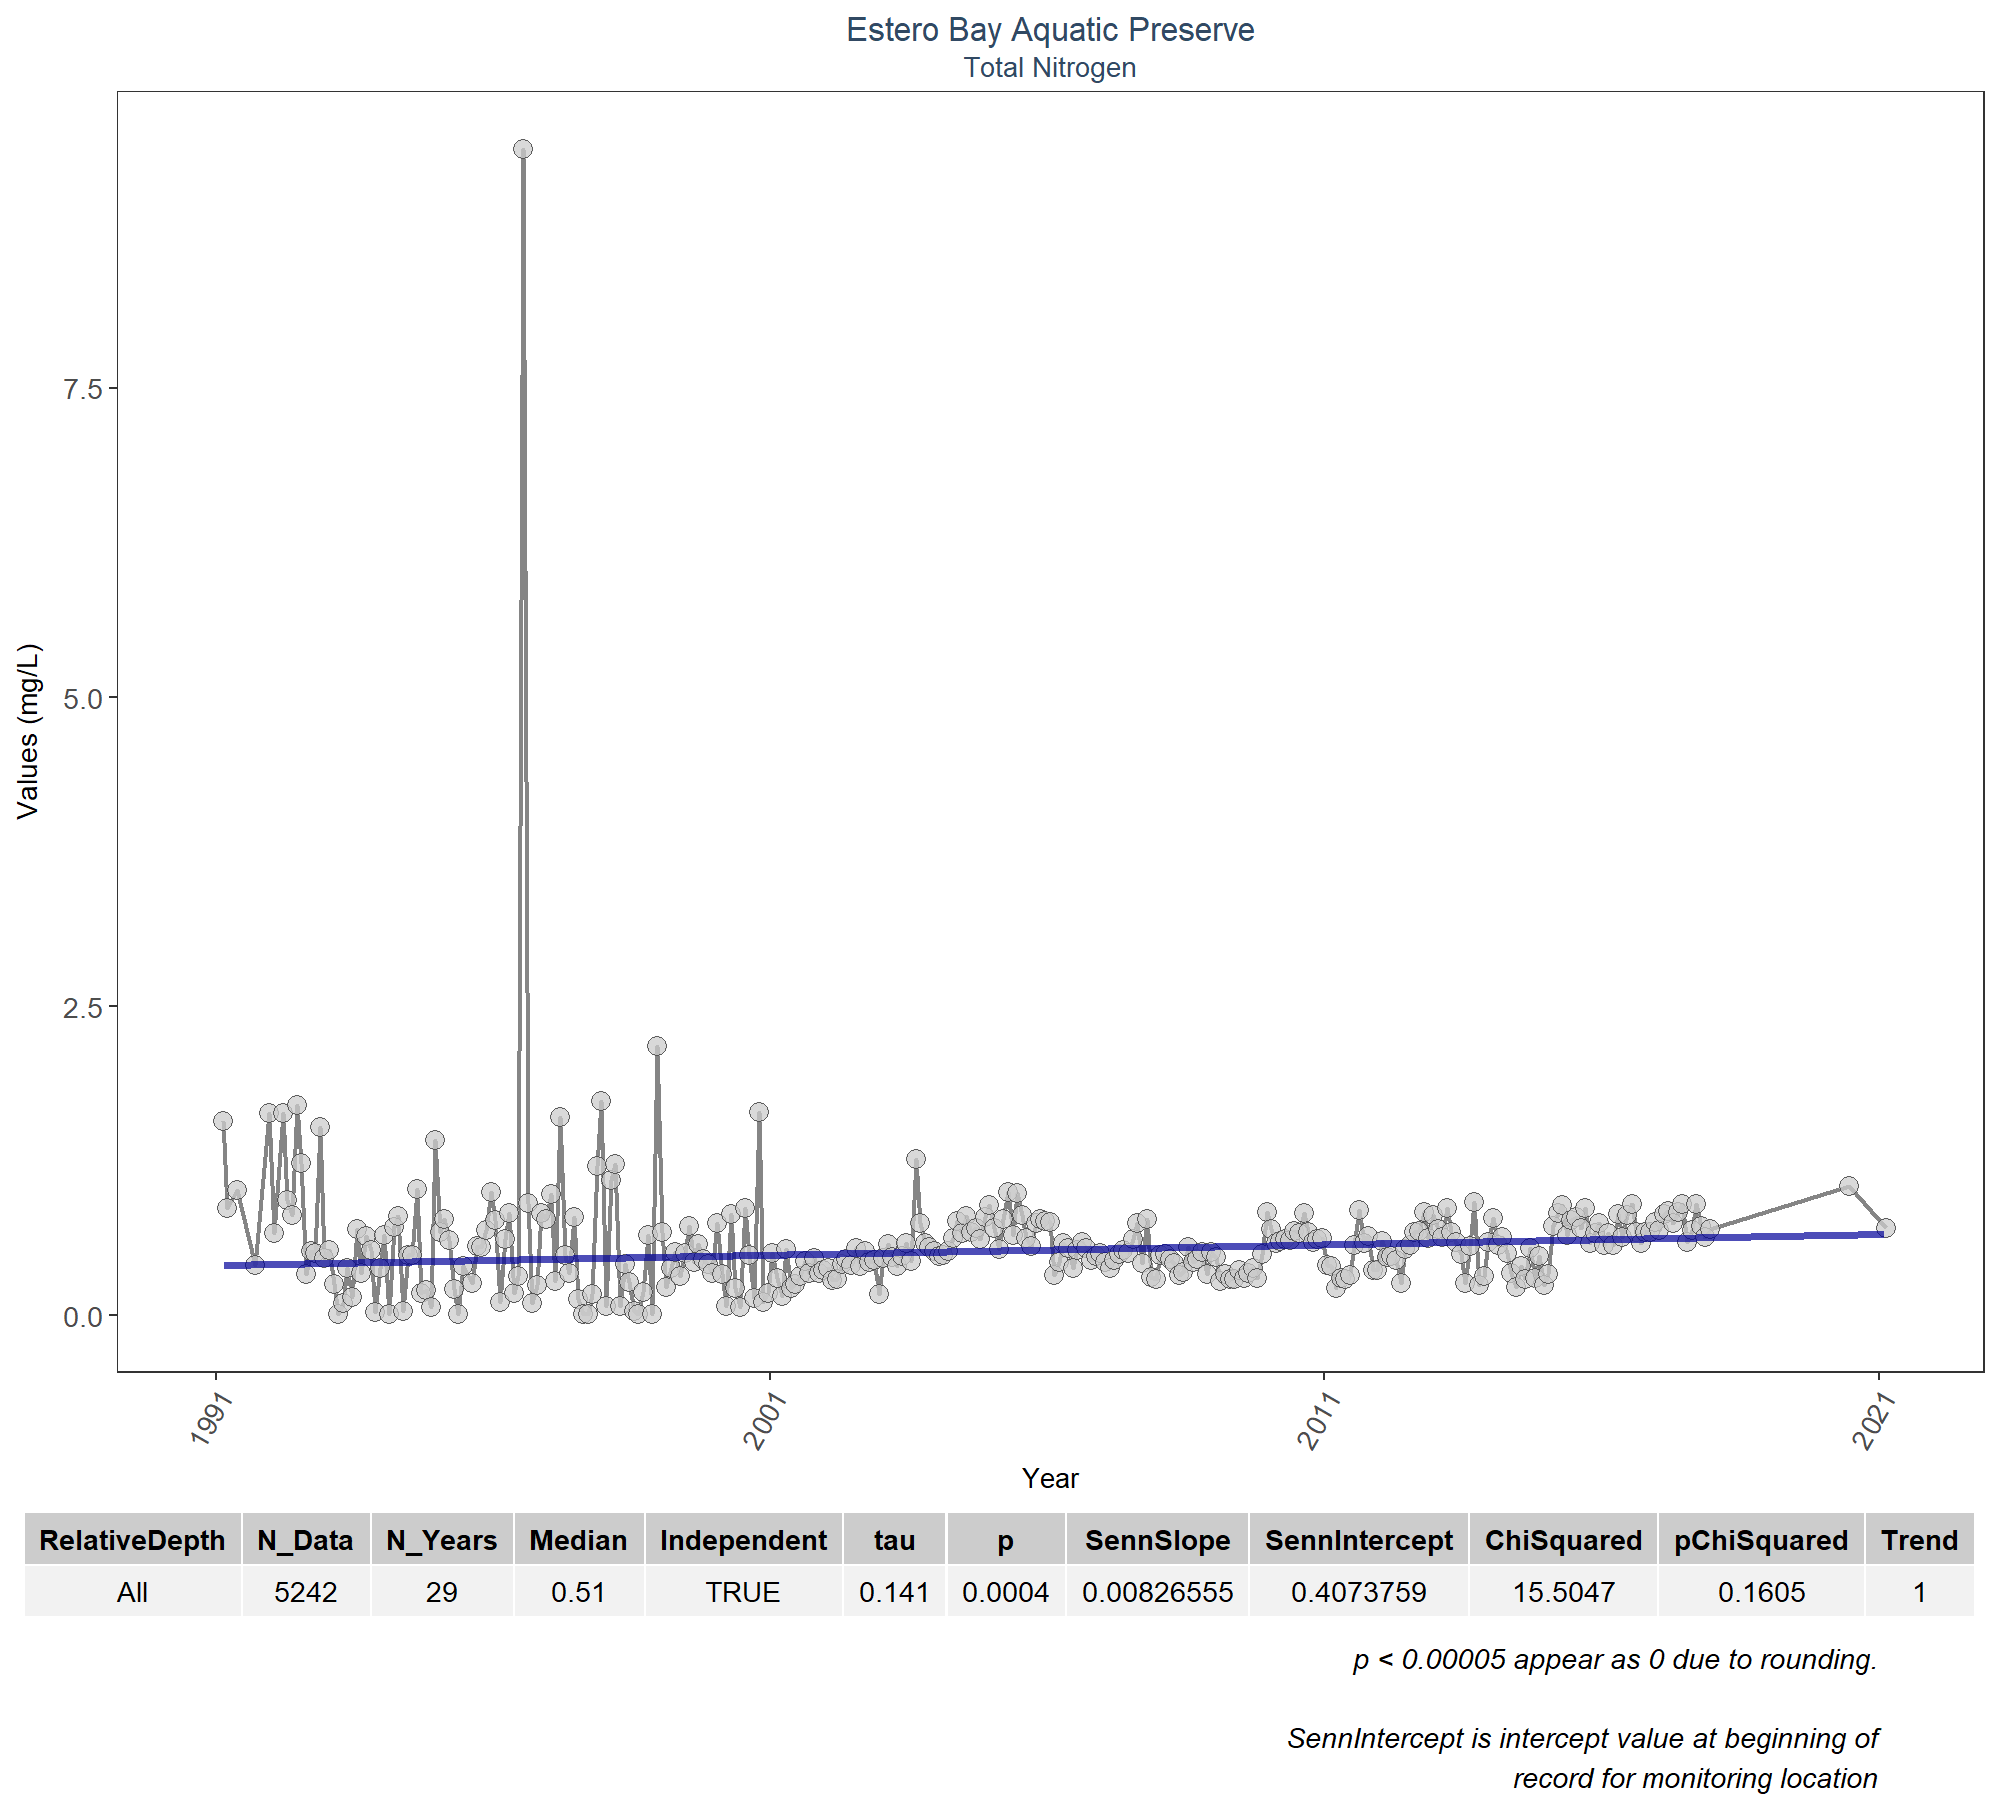 Estero Bay Aquatic Preserve
Total Nitrogen
Values (mg/L)
7.5
5.0
2.5
0.0
1991 2001 2011 2021
Year
RelativeDepth N_Data N_Years Median Independent tau p SennSlope SennIntercept ChiSquared pChiSquared Trend
All 5242 29 0.51 TRUE 0.141 0.0004 0.00826555 0.4073759 15.5047 0.1605 1
p < 0.00005 appear as 0 due to rounding.
SennIntercept is intercept value at beginning of
record for monitoring location